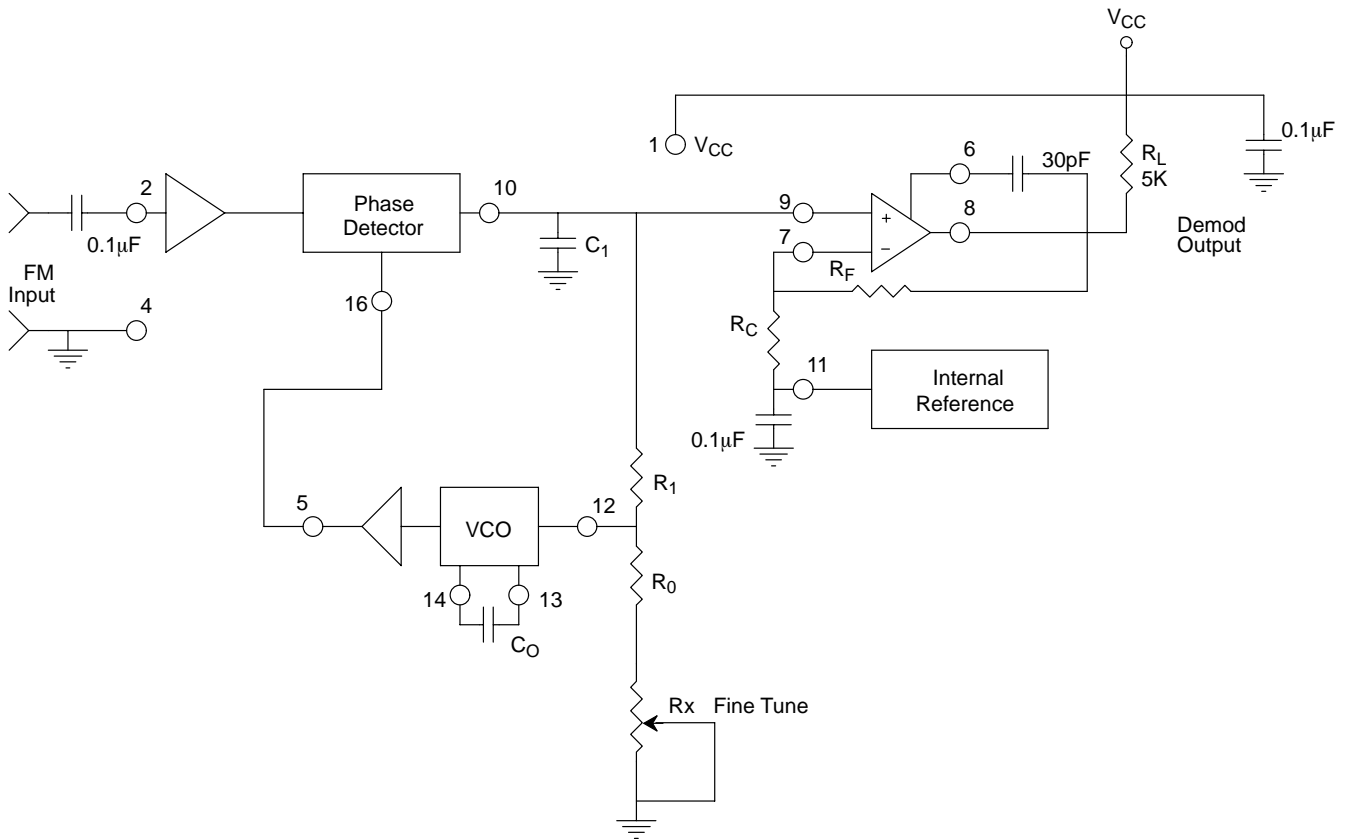 V_CC
1
V_CC
6
30pF
R_L
5K
0.1µF
2
Phase
Detector
10
9
+
8
Demod
Output
0.1µF
C_1
7
−
R_F
FM
Input
4
16
R_C
11
Internal
Reference
0.1µF
R_1
5
VCO
12
R_0
14
13
C_O
Rx Fine Tune